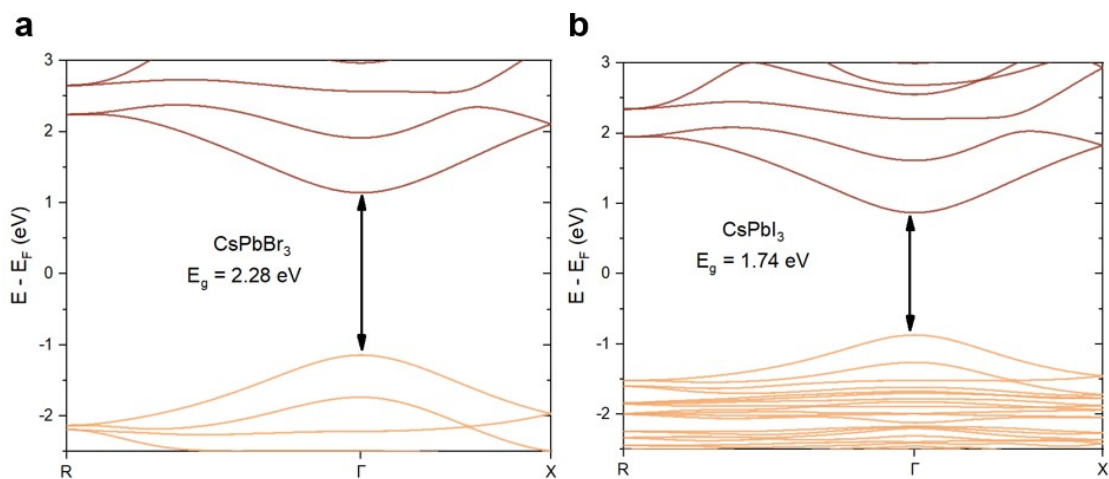 a
3
2
1
0
-1
-2
E - E_F (eV)
CsPbBr₃
E_g = 2.28 eV
R
Γ
X
b
3
2
1
0
-1
-2
E - E_F (eV)
CsPbI₃
E_g = 1.74 eV
R
Γ
X